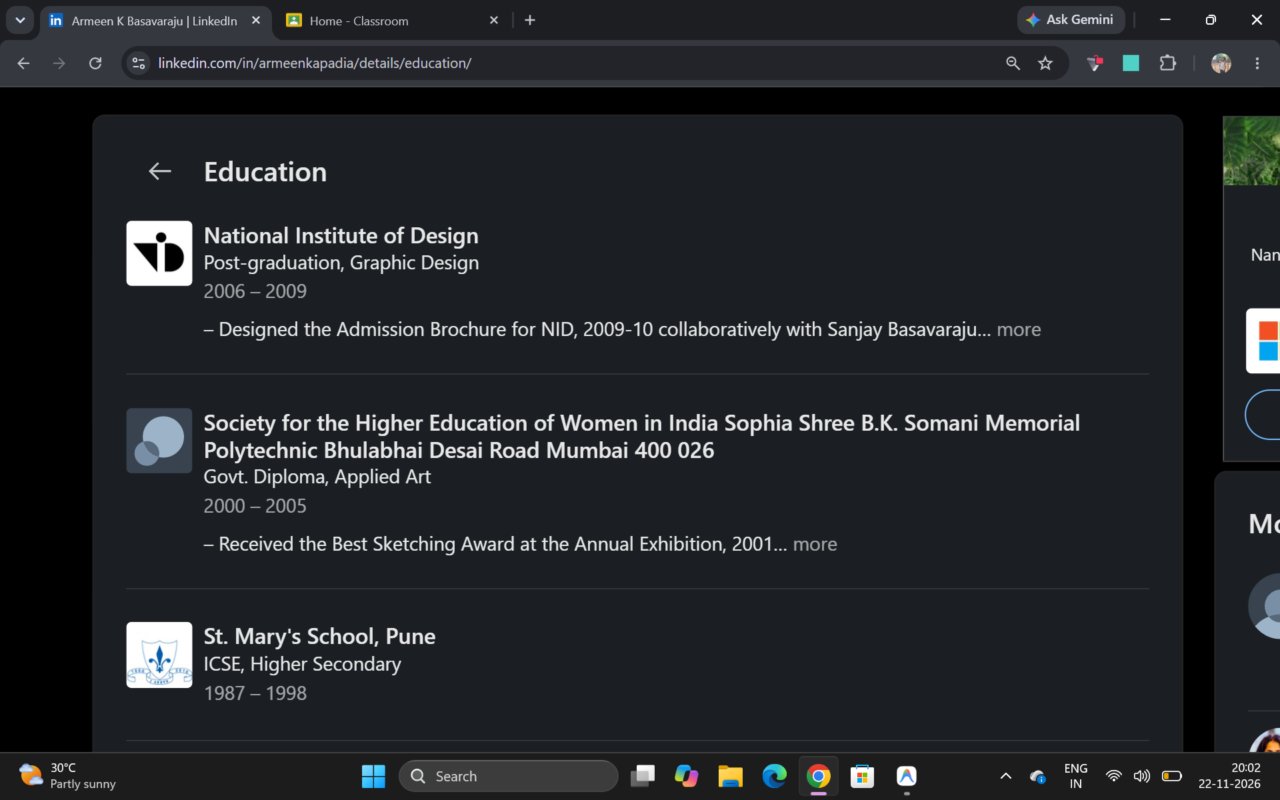 Armeen K Basavaraju | LinkedIn
Home - Classroom
Ask Gemini
linkedin.com/in/armeenkapadia/details/education/
Education
National Institute of Design
Post-graduation, Graphic Design
2006 – 2009
– Designed the Admission Brochure for NID, 2009-10 collaboratively with Sanjay Basavaraju... more
Society for the Higher Education of Women in India Sophia Shree B.K. Somani Memorial
Polytechnic Bhulabhai Desai Road Mumbai 400 026
Govt. Diploma, Applied Art
2000 – 2005
– Received the Best Sketching Award at the Annual Exhibition, 2001... more
St. Mary's School, Pune
ICSE, Higher Secondary
1987 – 1998
Nan
Mo
30°C
Partly sunny
Search
ENG
IN
20:02
22-11-2026